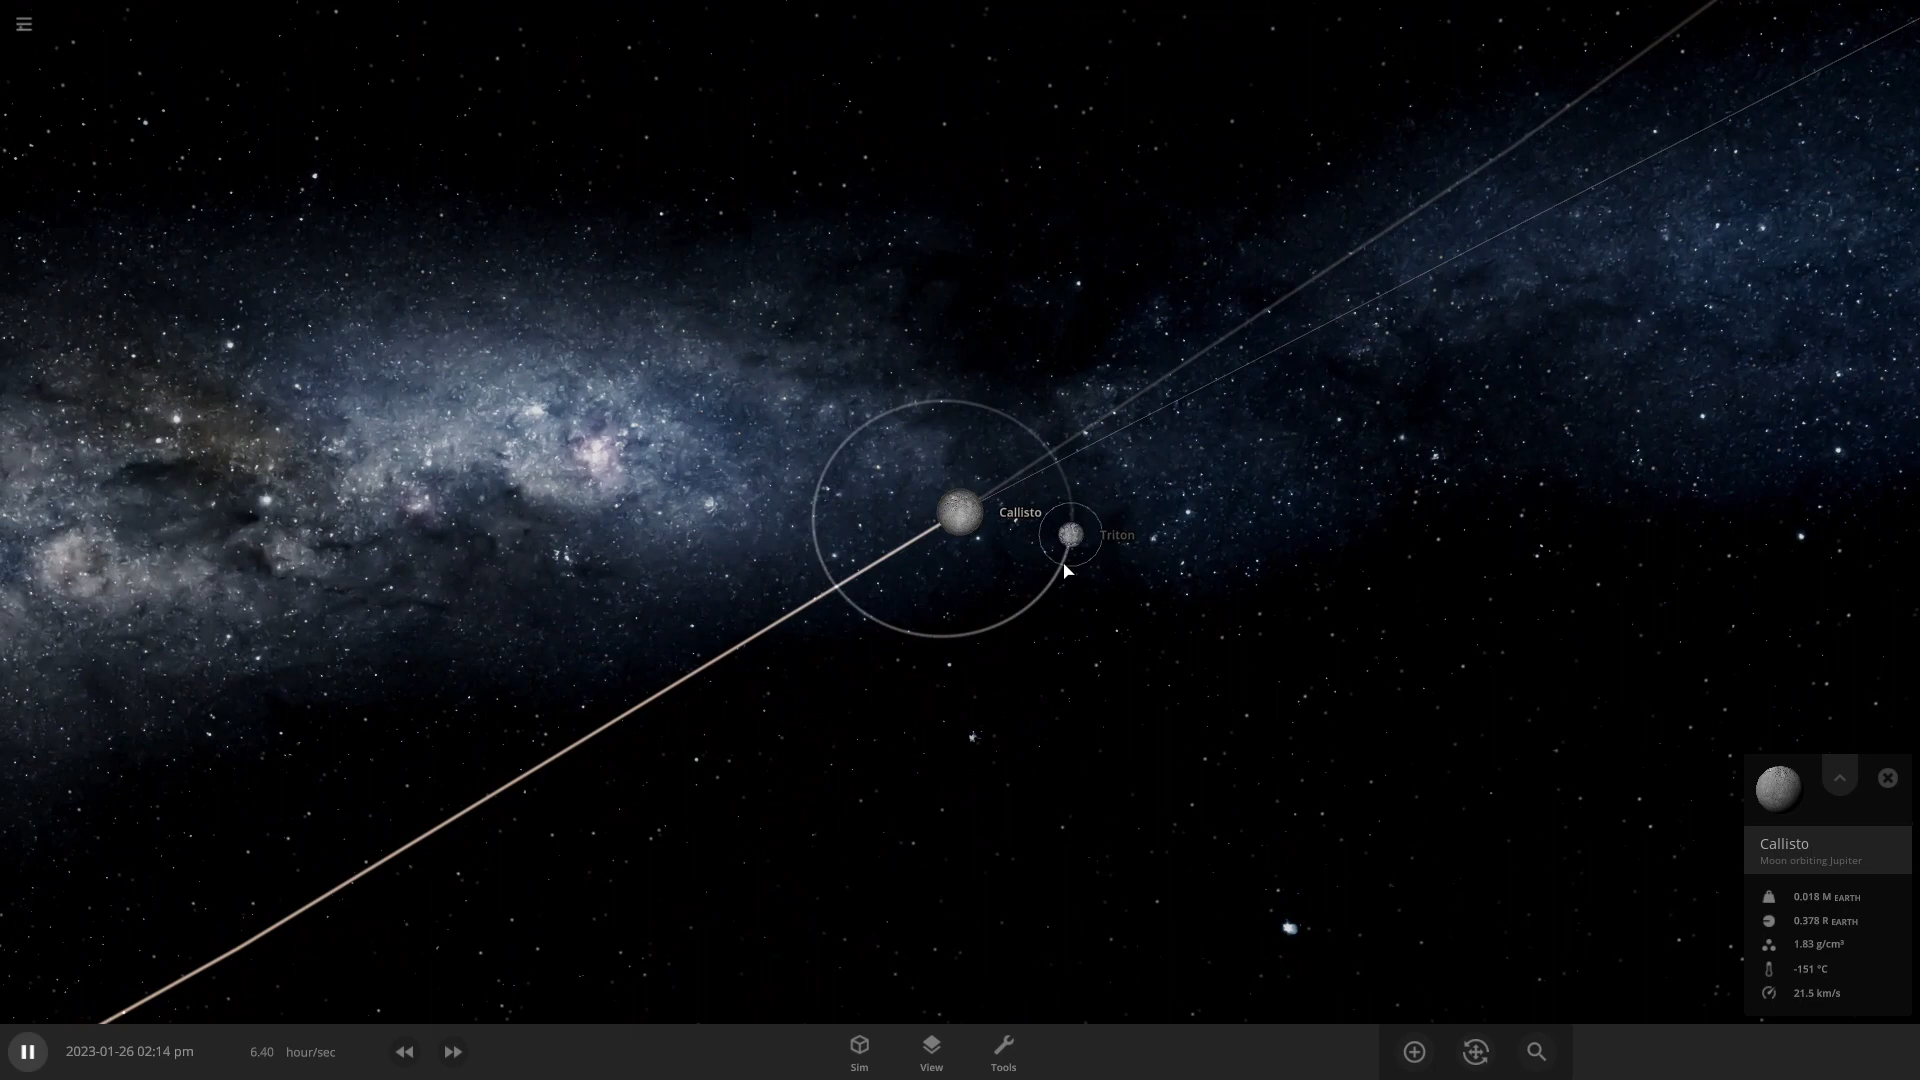 Callisto
Triton
Callisto
Moon orbiting Jupiter
0.018 M EARTH
0.378 R EARTH
1.83 g/cm³
-151 °C
21.5 km/s
2023-01-26 02:14 pm
6.40 hour/sec
Sim
View
Tools